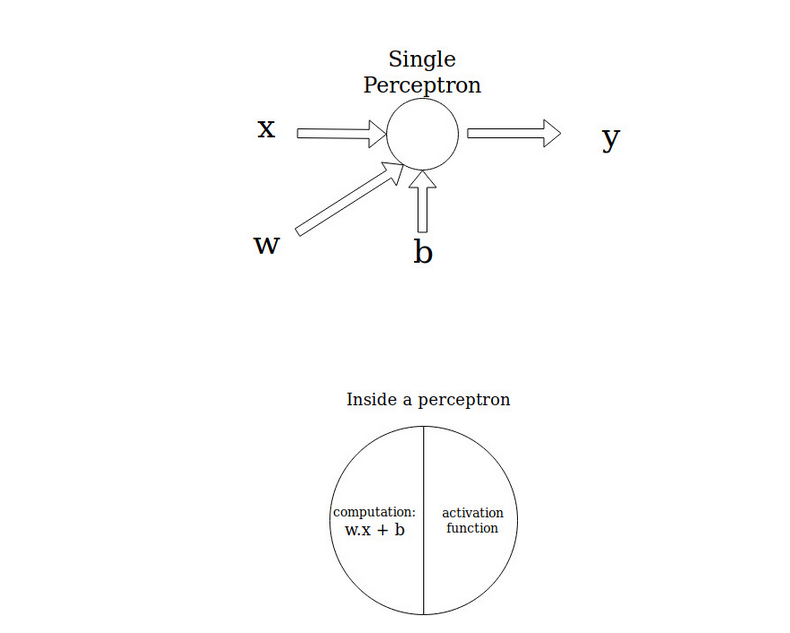 Single
Perceptron
x
y
w
b
Inside a perceptron
computation:
w.x + b
activation
function